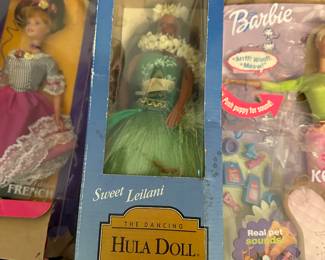 FRENCH
Sweet Leilani
THE DANCING
HULA DOLL
Barbie
Push puppy for sound!
Real pet
sounds!